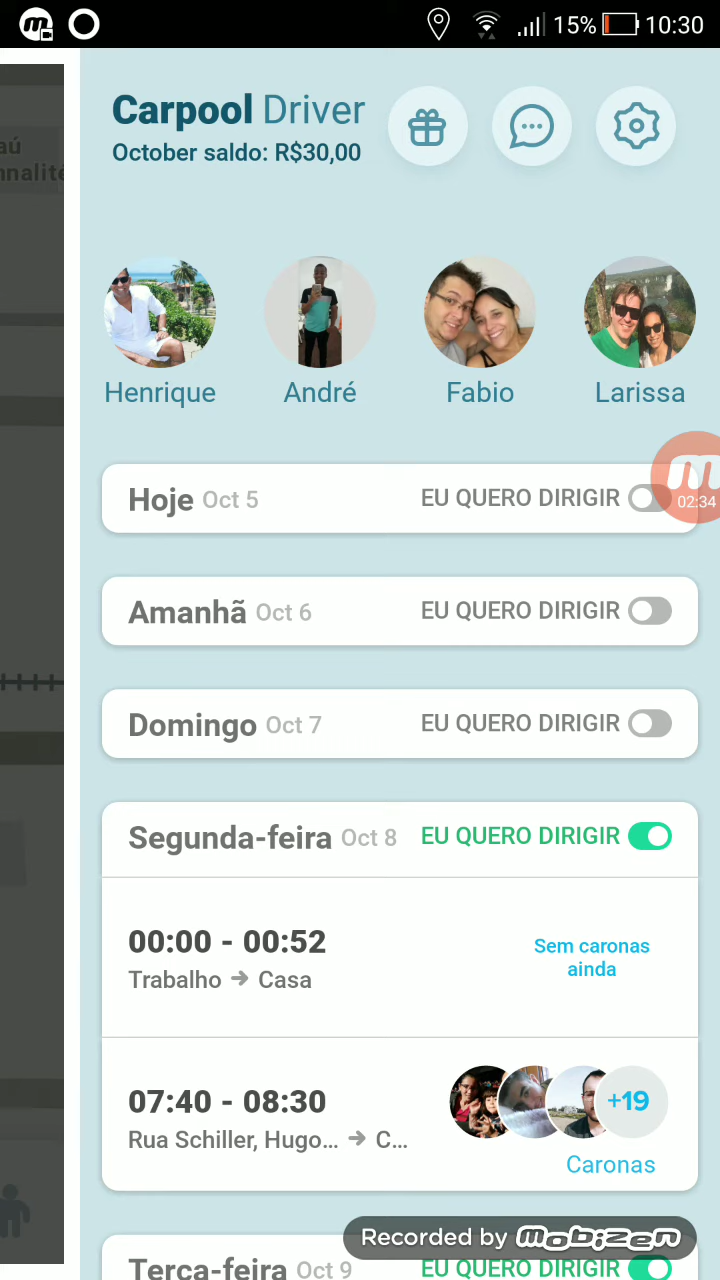 15% 10:30
aú
nnalité
Carpool Driver
October saldo: R$30,00
Henrique
André
Fabio
Larissa
Hoje Oct 5 EU QUERO DIRIGIR
02:34
Amanhã Oct 6 EU QUERO DIRIGIR
Domingo Oct 7 EU QUERO DIRIGIR
Segunda-feira Oct 8 EU QUERO DIRIGIR
00:00 - 00:52
Trabalho → Casa
Sem caronas
ainda
07:40 - 08:30
Rua Schiller, Hugo... → C...
+19
Caronas
Recorded by mobizen
Terça-feira Oct 9 EU QUERO DIRIGIR